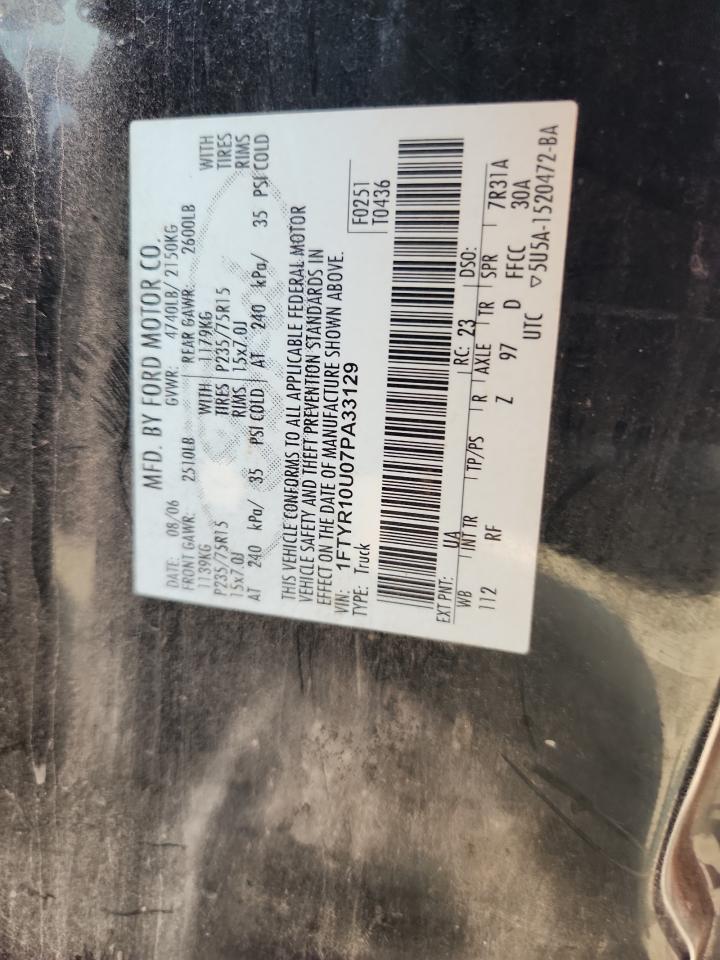 MFD. BY FORD MOTOR CO.
DATE: 08/06 GVWR: 4740LB/ 2150KG
FRONT GAWR: 2510LB REAR GAWR: 2600LB
1139KG WITH 1179KG WITH
P235/75R15 TIRES P235/75R15 TIRES
15x7.0J RIMS 15x7.0J RIMS
AT 240 kPa/ 35 PSI COLD AT 240 kPa/ 35 PSI COLD
THIS VEHICLE CONFORMS TO ALL APPLICABLE FEDERAL MOTOR
VEHICLE SAFETY AND THEFT PREVENTION STANDARDS IN
EFFECT ON THE DATE OF MANUFACTURE SHOWN ABOVE.
VIN: 1FTYR10U07PA33129 F0251
TYPE: Truck T0436
EXT PNT: UA RC: 23 DSO:
WB INT TR TP/PS R AXLE TR SPR 7R31A
112 RF Z 97 D FFCC 30A
UTC ▽5U5A-1520472-BA